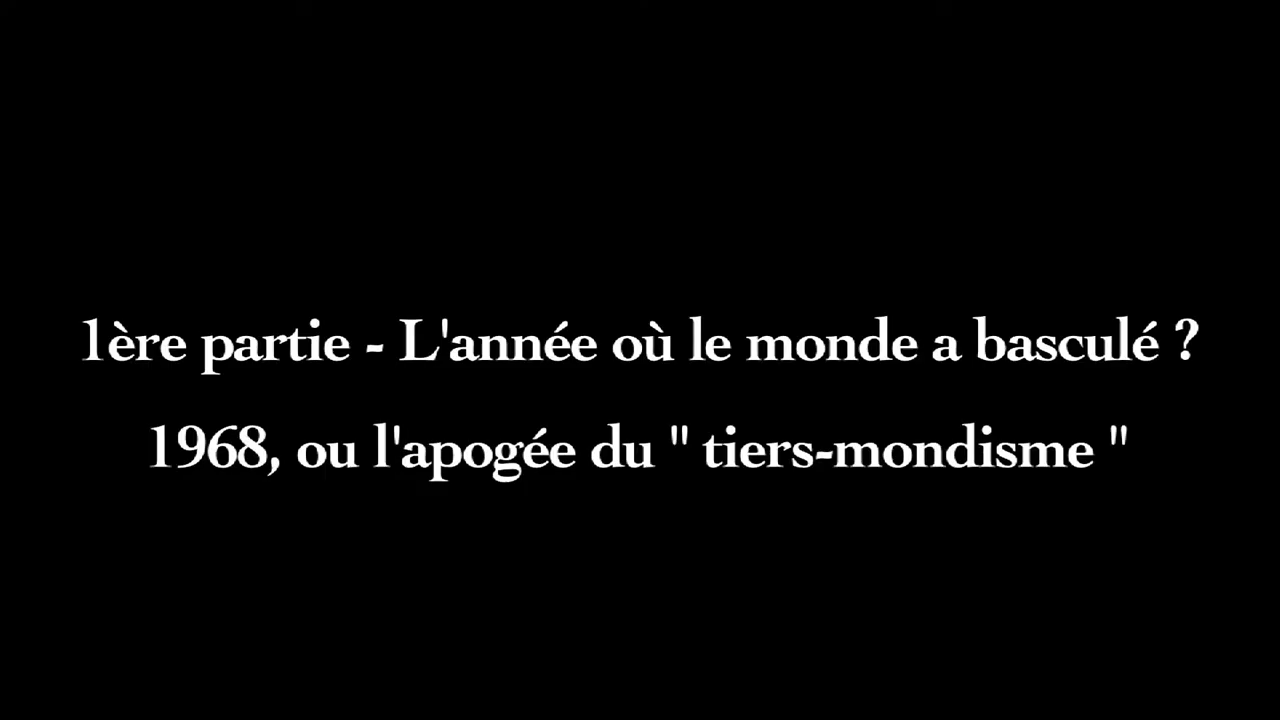 1ère partie - L'année où le monde a basculé ?
1968, ou l'apogée du " tiers-mondisme "